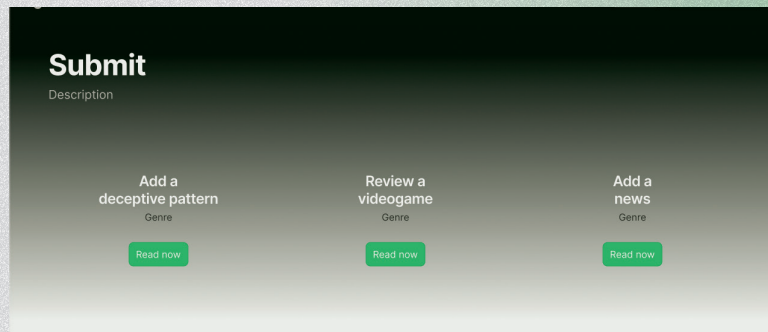 Submit
Description
Add a
deceptive pattern
Genre
Read now
Review a
videogame
Genre
Read now
Add a
news
Genre
Read now